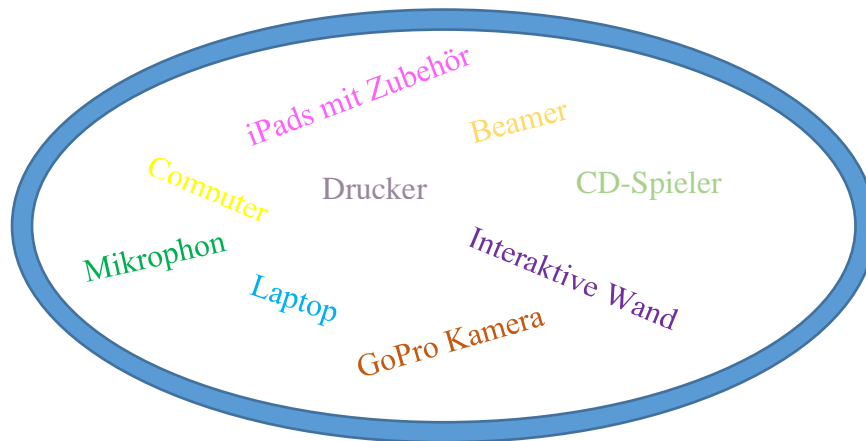 iPads mit Zubehör
Beamer
Computer
Drucker
CD-Spieler
Mikrophon
Interaktive Wand
Laptop
GoPro Kamera